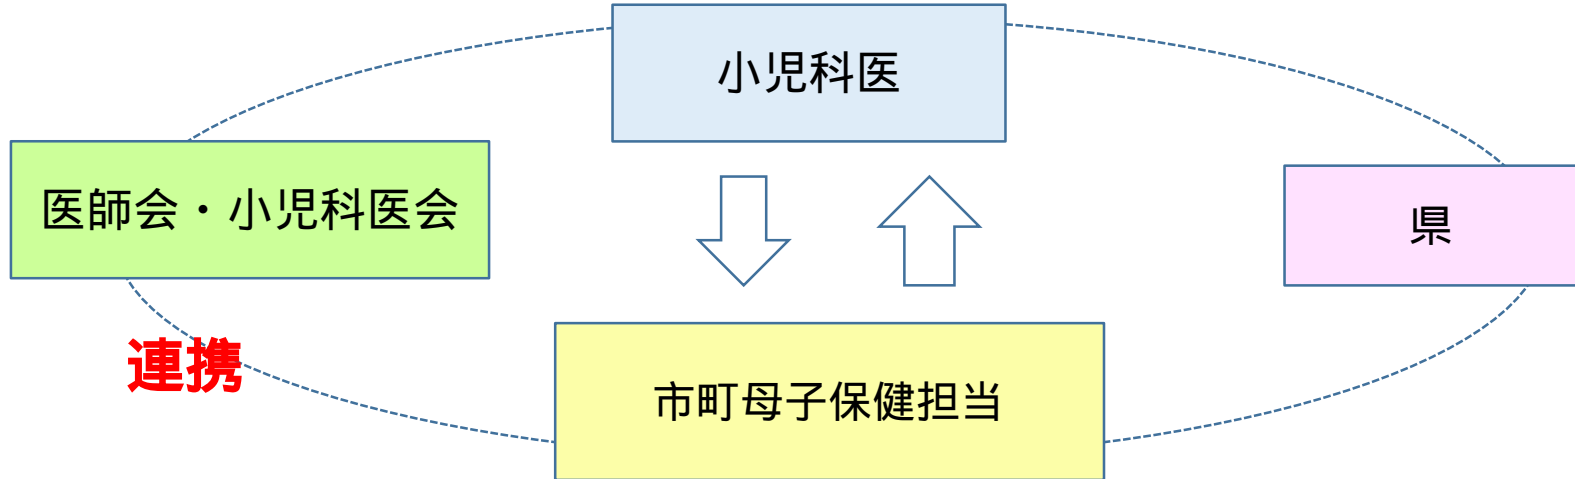 小児科医
医師会・小児科医会
県
連携
市町母子保健担当